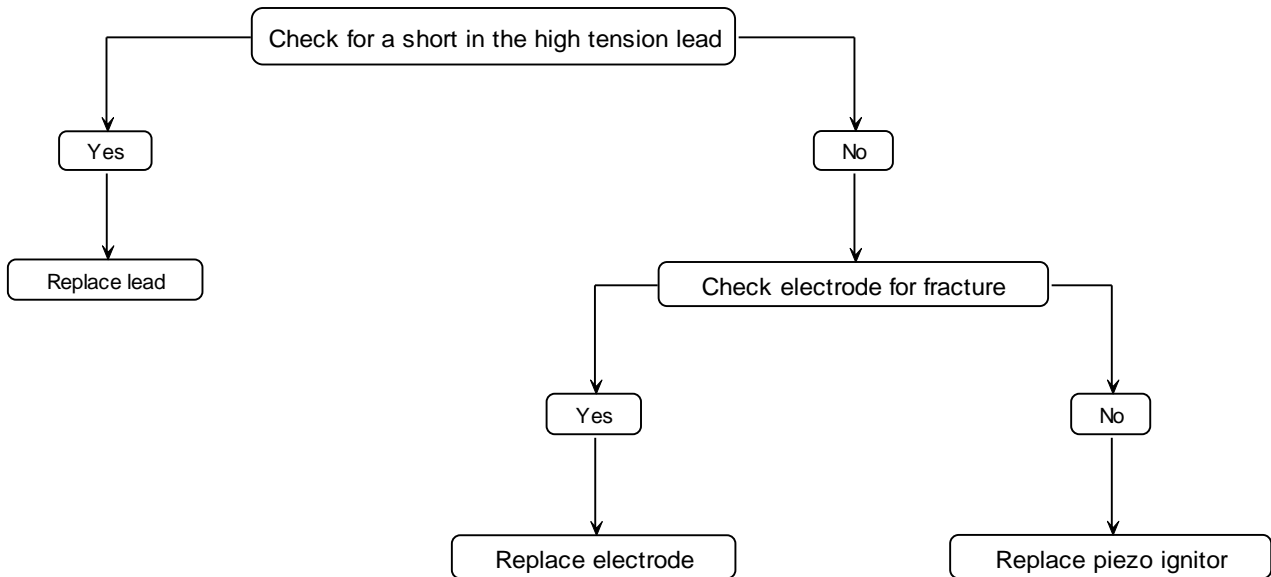 Check for a short in the high tension lead
Yes
No
Replace lead
Check electrode for fracture
Yes
No
Replace electrode
Replace piezo ignitor